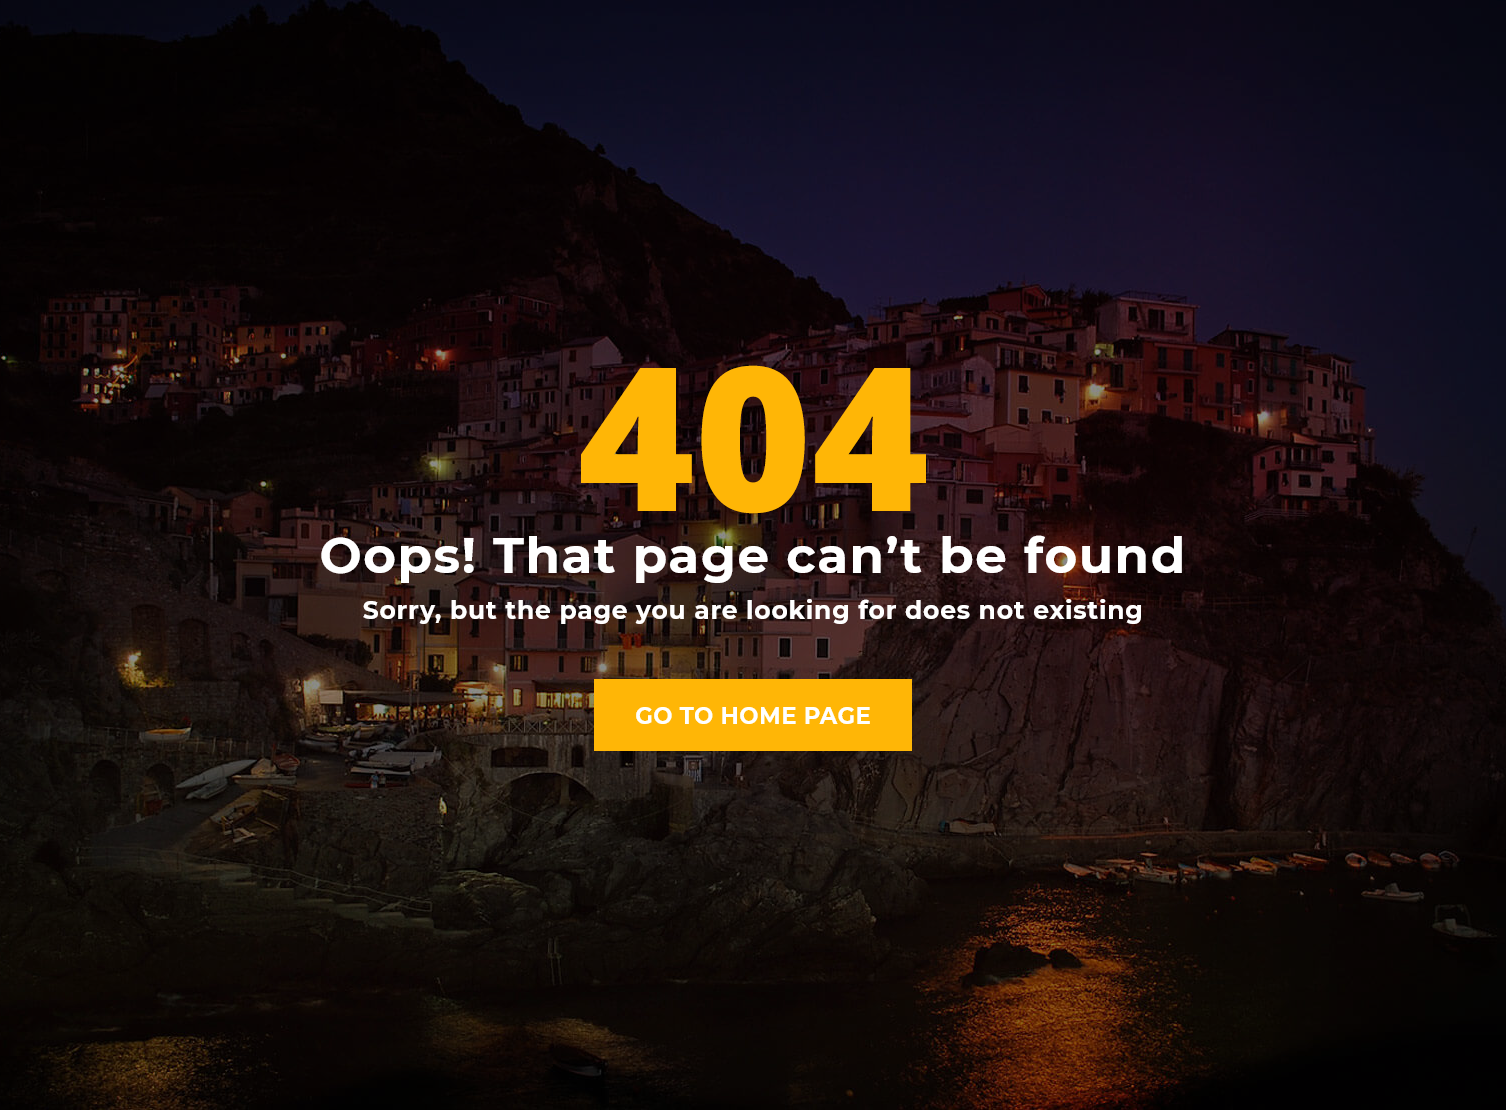 404
Oops! That page can’t be found
Sorry, but the page you are looking for does not existing
GO TO HOME PAGE